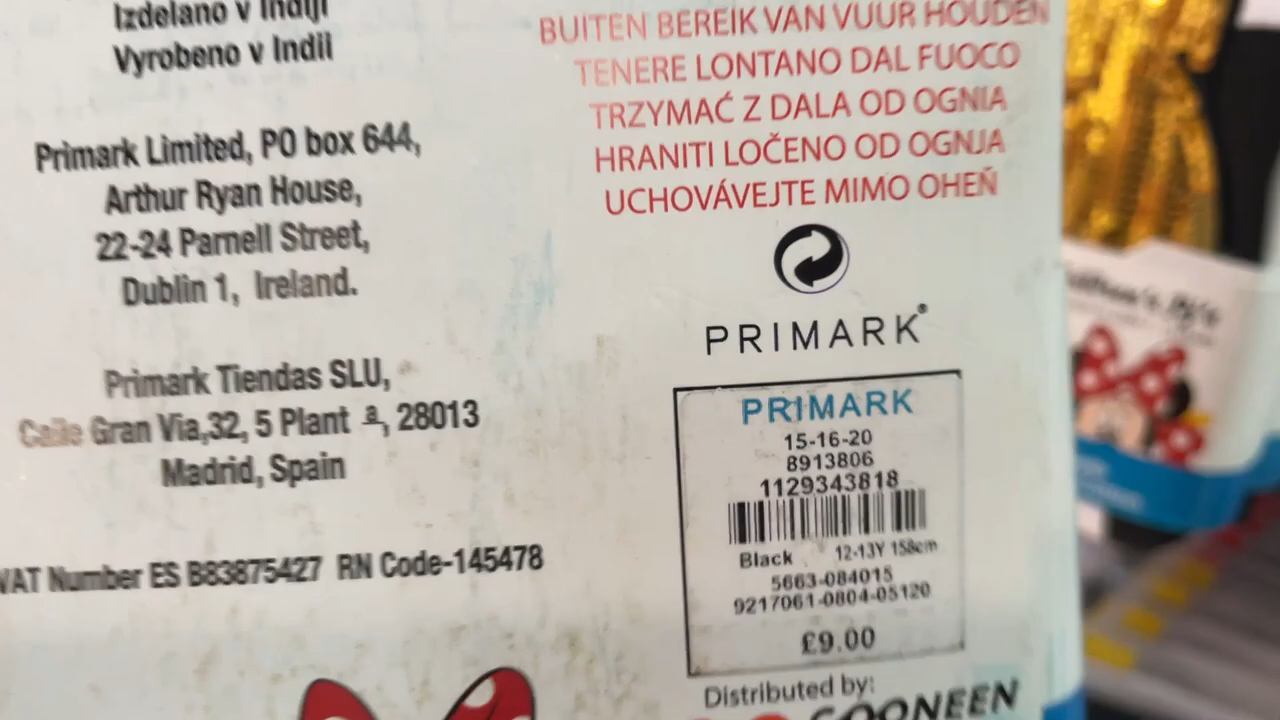 Izdelano v Indiji
Vyrobeno v Indii
Primark Limited, PO box 644,
Arthur Ryan House,
22-24 Parnell Street,
Dublin 1, Ireland.
Primark Tiendas SLU,
Calle Gran Via,32, 5 Plant ª, 28013
Madrid, Spain
VAT Number ES B83875427 RN Code-145478
BUITEN BEREIK VAN VUUR HOUDEN
TENERE LONTANO DAL FUOCO
TRZYMAĆ Z DALA OD OGNIA
HRANITI LOČENO OD OGNJA
UCHOVÁVEJTE MIMO OHEŇ
PRIMARK®
PRIMARK
15-16-20
8913806
1129343818
Black 12-13Y 158cm
5663-084015
9217061-0804-05120
£9.00
Distributed by:
COONEEN